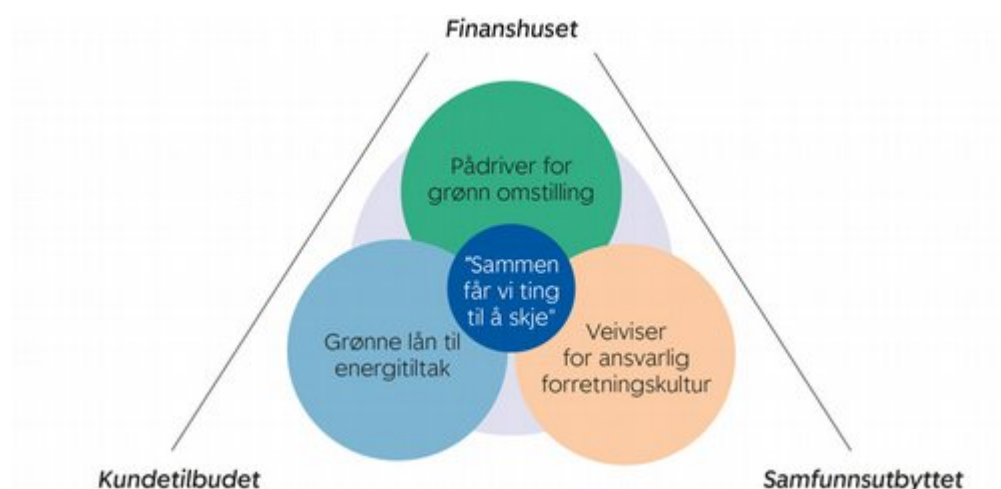 Finanshuset
Pådriver for
grønn omstilling
"Sammen
får vi ting
til å skje"
Grønne lån til
energitiltak
Veiviser
for ansvarlig
forretningskultur
Kundetilbudet
Samfunnsutbyttet